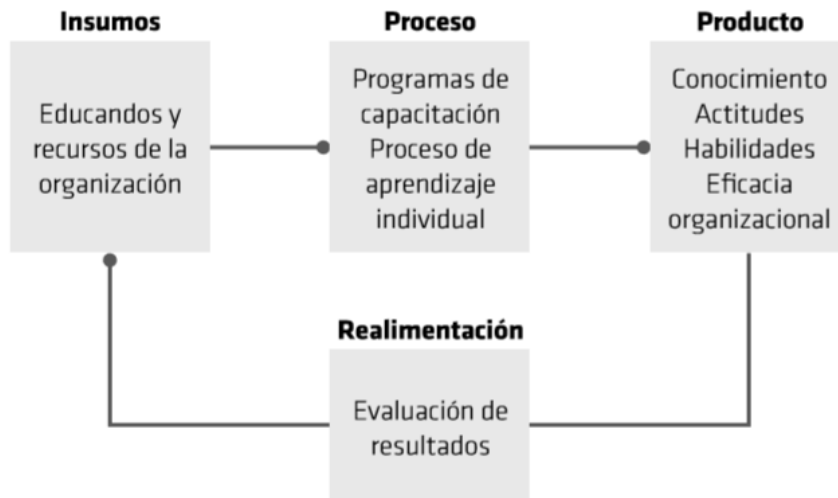 Insumos
Educandos y
recursos de la
organización
Proceso
Programas de
capacitación
Proceso de
aprendizaje
individual
Producto
Conocimiento
Actitudes
Habilidades
Eficacia
organizacional
Realimentación
Evaluación de
resultados